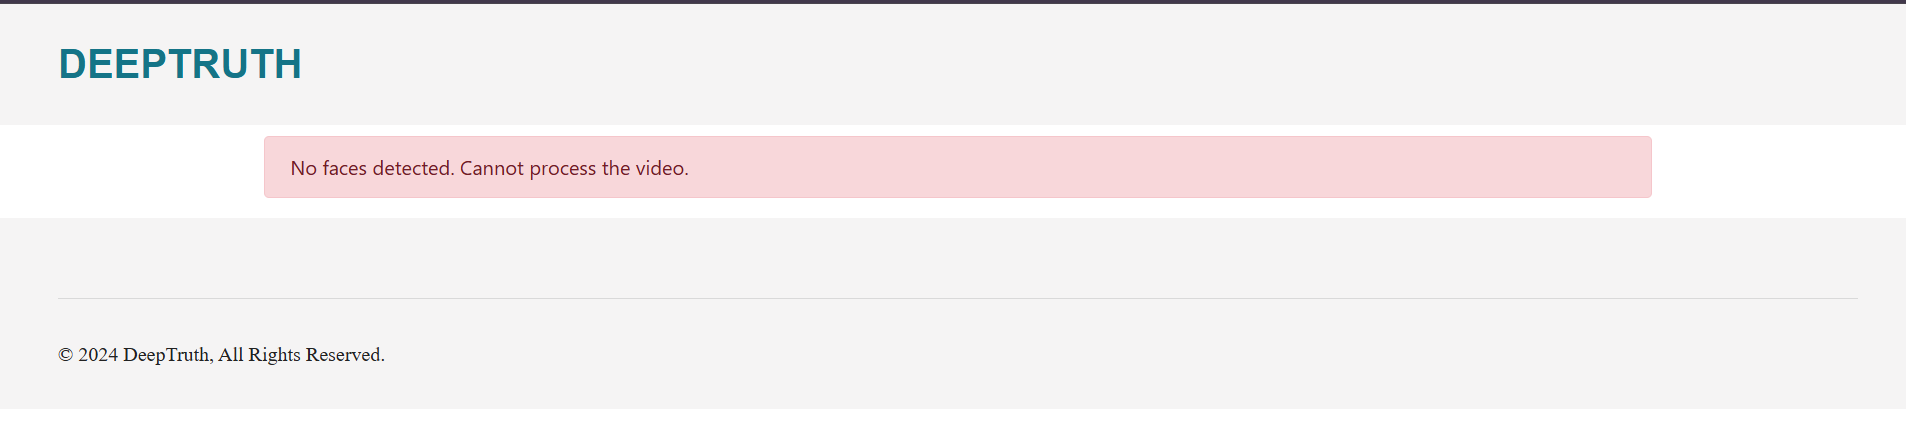 DEEPTRUTH
No faces detected. Cannot process the video.
© 2024 DeepTruth, All Rights Reserved.